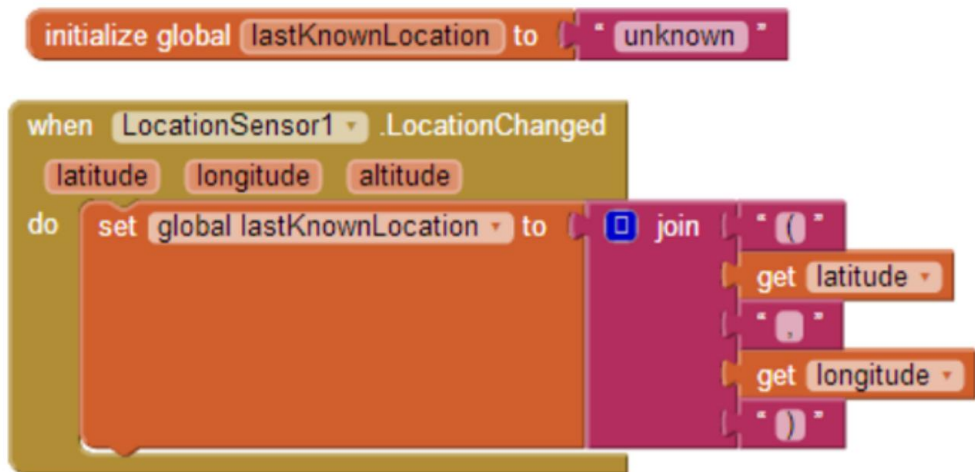 initialize global lastKnownLocation to " unknown "
when LocationSensor1 .LocationChanged
latitude longitude altitude
do set global lastKnownLocation to join " ( "
get latitude
" , "
get longitude
" ) "